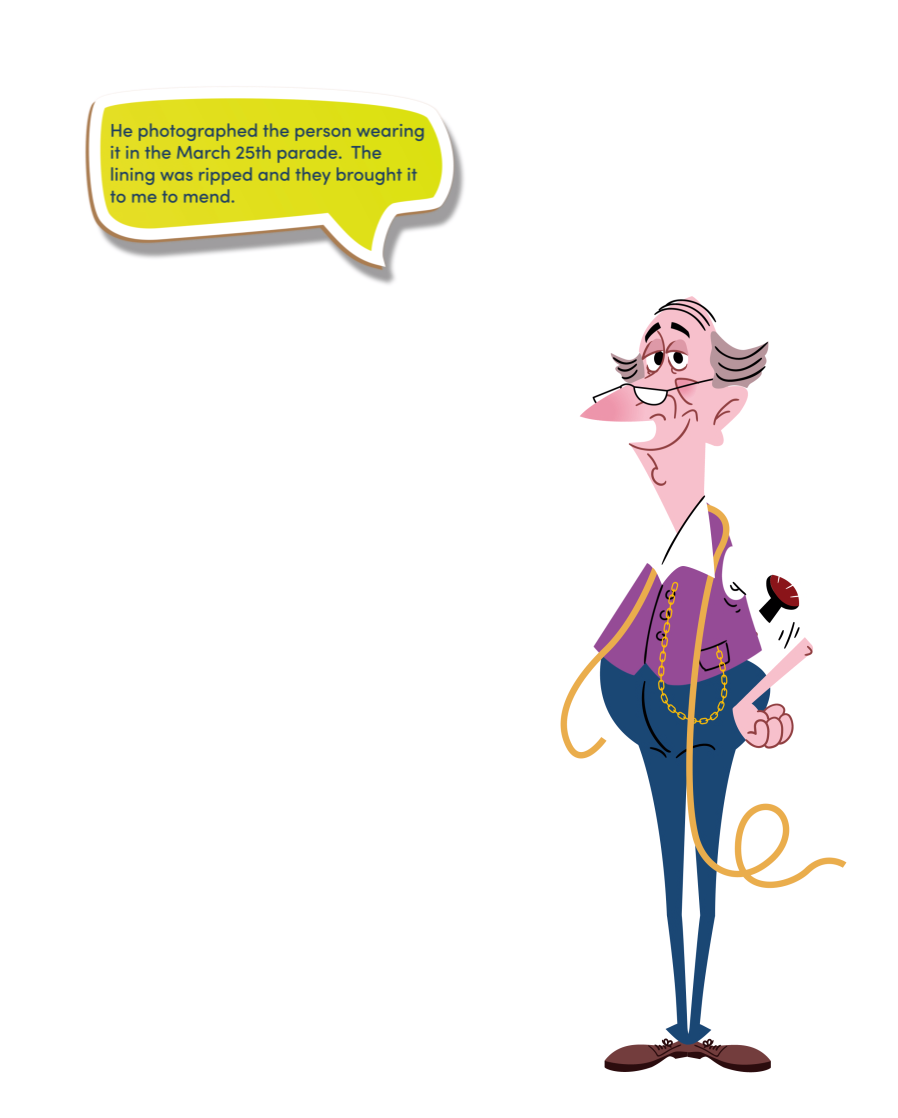 He photographed the person wearing
it in the March 25th parade.  The
lining was ripped and they brought it
to me to mend.